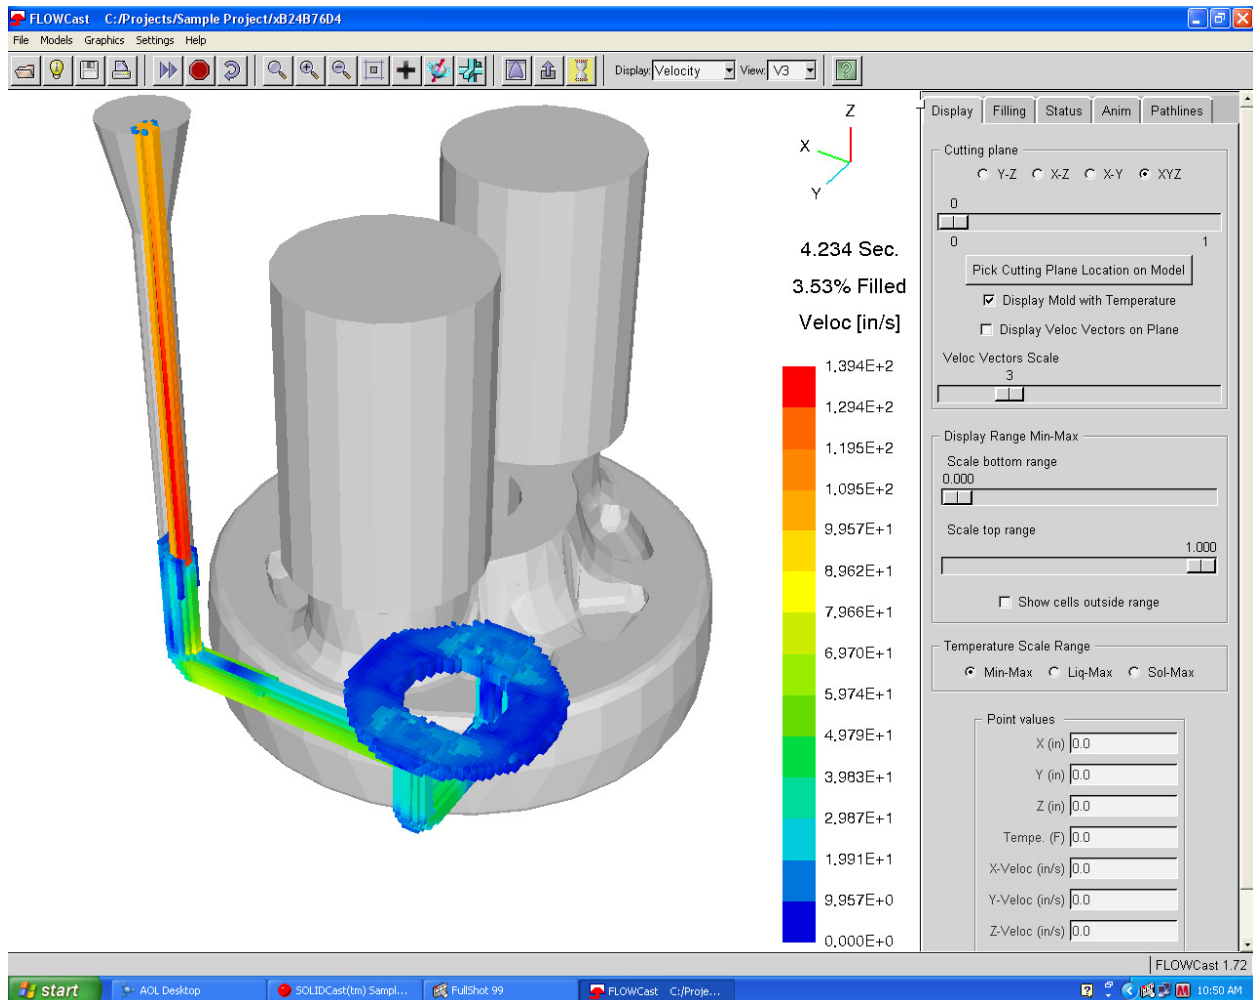 FLOWCast C:/Projects/Sample Project/xB24B76D4
File Models Graphics Settings Help
Display: Velocity View: V3
Display Filling Status Anim Pathlines
Cutting plane
Y-Z X-Z X-Y XYZ
0
0 1
Pick Cutting Plane Location on Model
Display Mold with Temperature
Display Veloc Vectors on Plane
Veloc Vectors Scale
3
Display Range Min-Max
Scale bottom range
0.000
Scale top range
1.000
Show cells outside range
Temperature Scale Range
Min-Max Liq-Max Sol-Max
Point values
X (in) 0.0
Y (in) 0.0
Z (in) 0.0
Tempe. (F) 0.0
X-Veloc (in/s) 0.0
Y-Veloc (in/s) 0.0
Z-Veloc (in/s) 0.0
Z
X
Y
4.234 Sec.
3.53% Filled
Veloc [in/s]
1.394E+2
1.294E+2
1.195E+2
1.095E+2
9.957E+1
8.962E+1
7.966E+1
6.970E+1
5.974E+1
4.979E+1
3.983E+1
2.987E+1
1.991E+1
9.957E+0
0.000E+0
FLOWCast 1.72
start AOL Desktop SOLIDCast(tm) Sampl... FullShot 99 FLOWCast C:/Proje... 10:50 AM